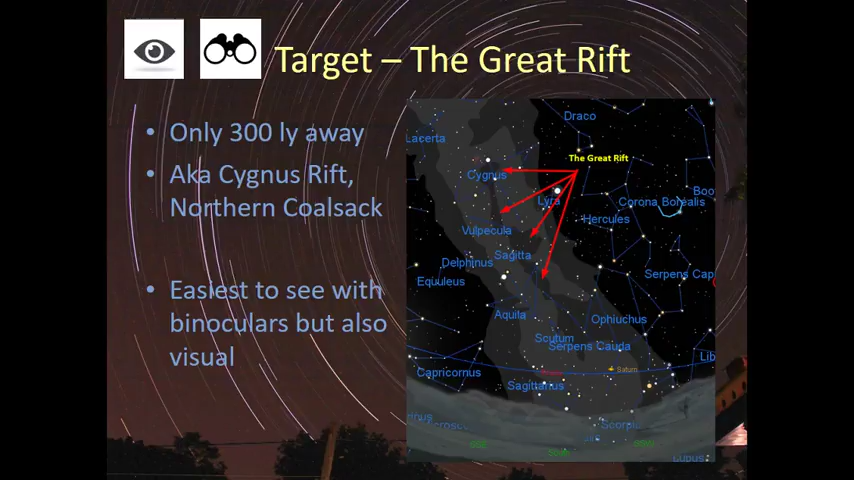 Target – The Great Rift
• Only 300 ly away
• Aka Cygnus Rift,
Northern Coalsack
• Easiest to see with
binoculars but also
visual
Draco
Lacerta
The Great Rift
Cygnus
Boo
Lyra
Corona Borealis
Hercules
Vulpecula
Sagitta
Delphinus
Serpens Cap
Equuleus
Aquila
Ophiuchus
Scutum
Serpens Cauda
Lib
Saturn
Capricornus
Sagittarius
Scorpi
Lupus